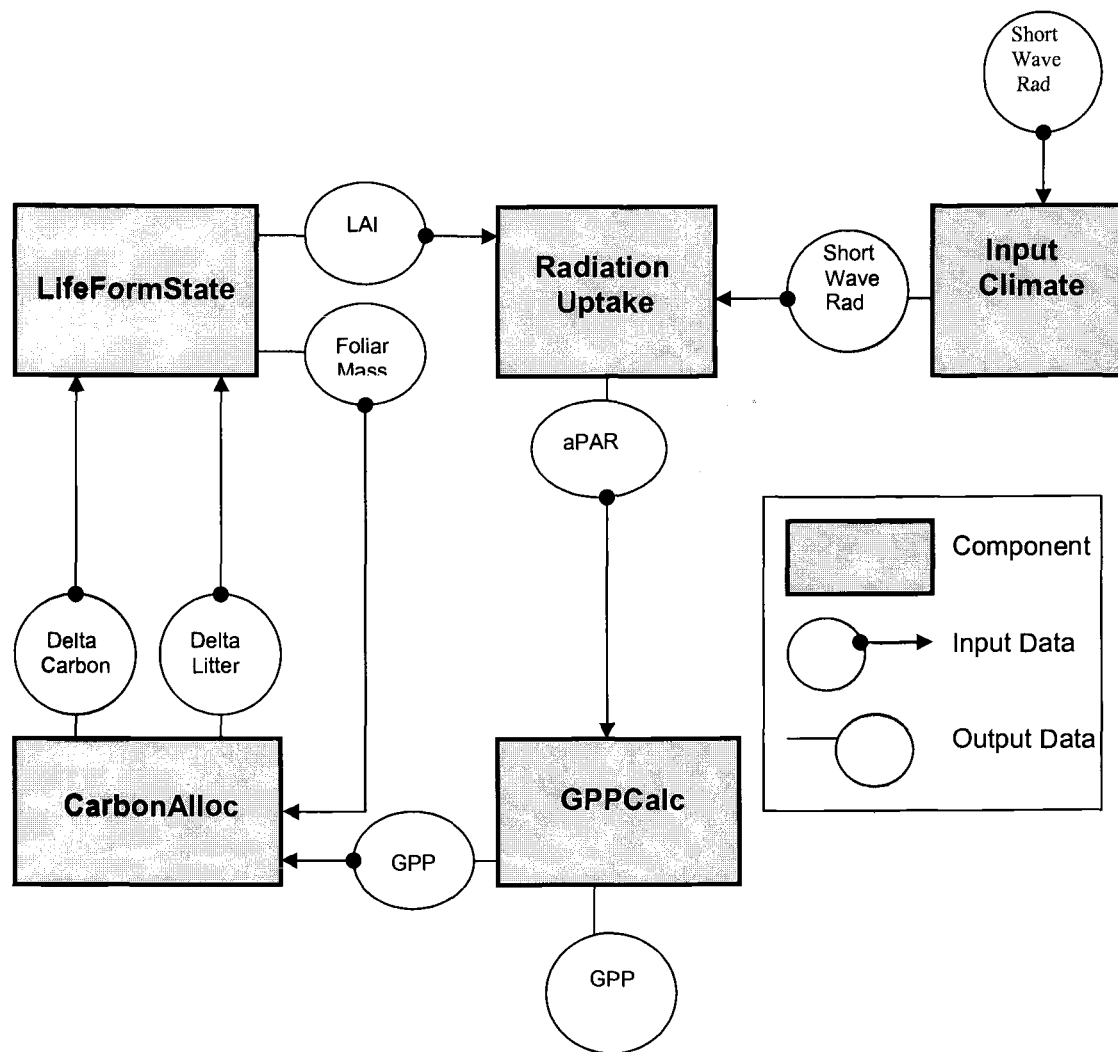 Short
Wave
Rad
LAI
LifeFormState
Radiation
Uptake
Short
Wave
Rad
Input
Climate
Foliar
Mass
aPAR
Component
Delta
Carbon
Delta
Litter
Input Data
Output Data
CarbonAlloc
GPPCalc
GPP
GPP